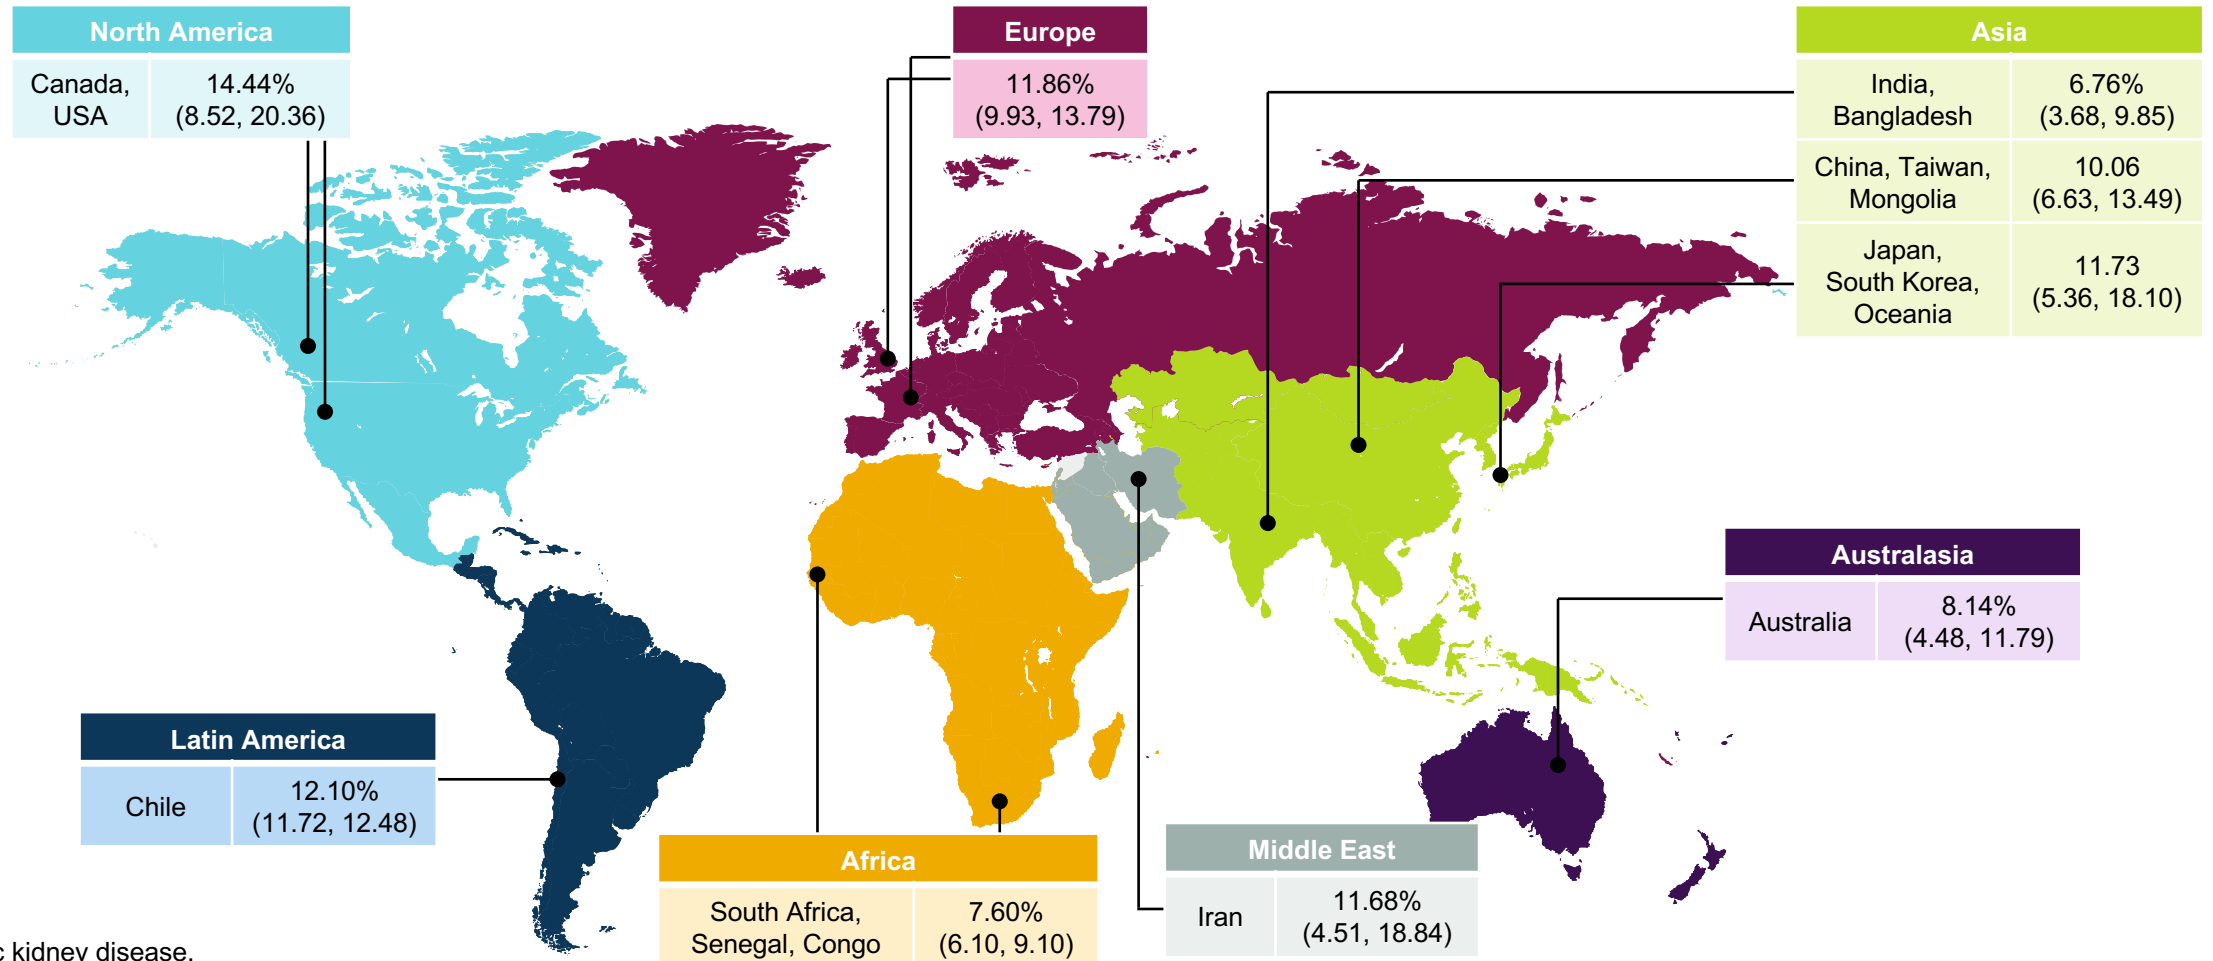 North America
Canada,
USA
14.44%
(8.52, 20.36)
Europe
11.86%
(9.93, 13.79)
Asia
India,
Bangladesh
6.76%
(3.68, 9.85)
China, Taiwan,
Mongolia
10.06
(6.63, 13.49)
Japan,
South Korea,
Oceania
11.73
(5.36, 18.10)
Australasia
Australia
8.14%
(4.48, 11.79)
Latin America
Chile
12.10%
(11.72, 12.48)
Africa
South Africa,
Senegal, Congo
7.60%
(6.10, 9.10)
Middle East
Iran
11.68%
(4.51, 18.84)
kidney disease.